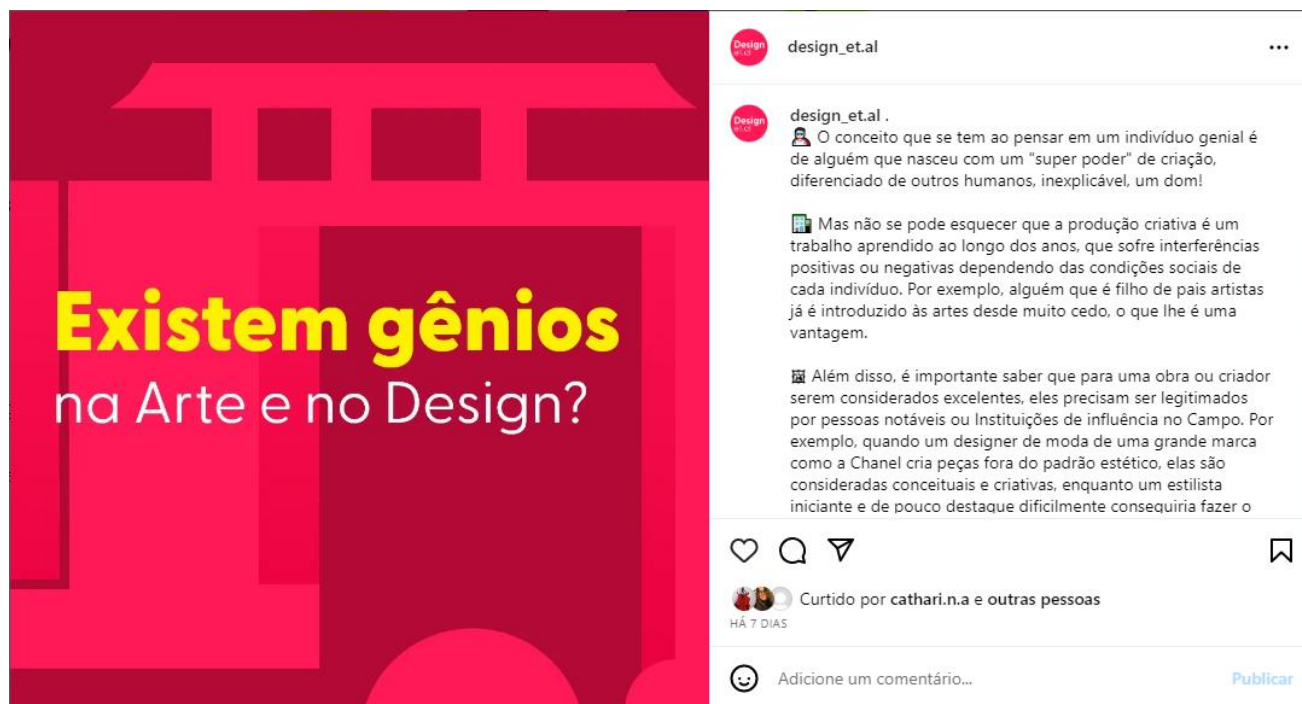 Existem gênios
na Arte e no Design?
Design
et.al
design_et.al
Design
et.al
design_et.al .
O conceito que se tem ao pensar em um indivíduo genial é
de alguém que nasceu com um "super poder" de criação,
diferenciado de outros humanos, inexplicável, um dom!
Mas não se pode esquecer que a produção criativa é um
trabalho aprendido ao longo dos anos, que sofre interferências
positivas ou negativas dependendo das condições sociais de
cada indivíduo. Por exemplo, alguém que é filho de pais artistas
já é introduzido às artes desde muito cedo, o que lhe é uma
vantagem.
Além disso, é importante saber que para uma obra ou criador
serem considerados excelentes, eles precisam ser legitimados
por pessoas notáveis ou Instituições de influência no Campo. Por
exemplo, quando um designer de moda de uma grande marca
como a Chanel cria peças fora do padrão estético, elas são
consideradas conceituais e criativas, enquanto um estilista
iniciante e de pouco destaque dificilmente conseguiria fazer o
Curtido por cathari.n.a e outras pessoas
HÁ 7 DIAS
Adicione um comentário...
Publicar